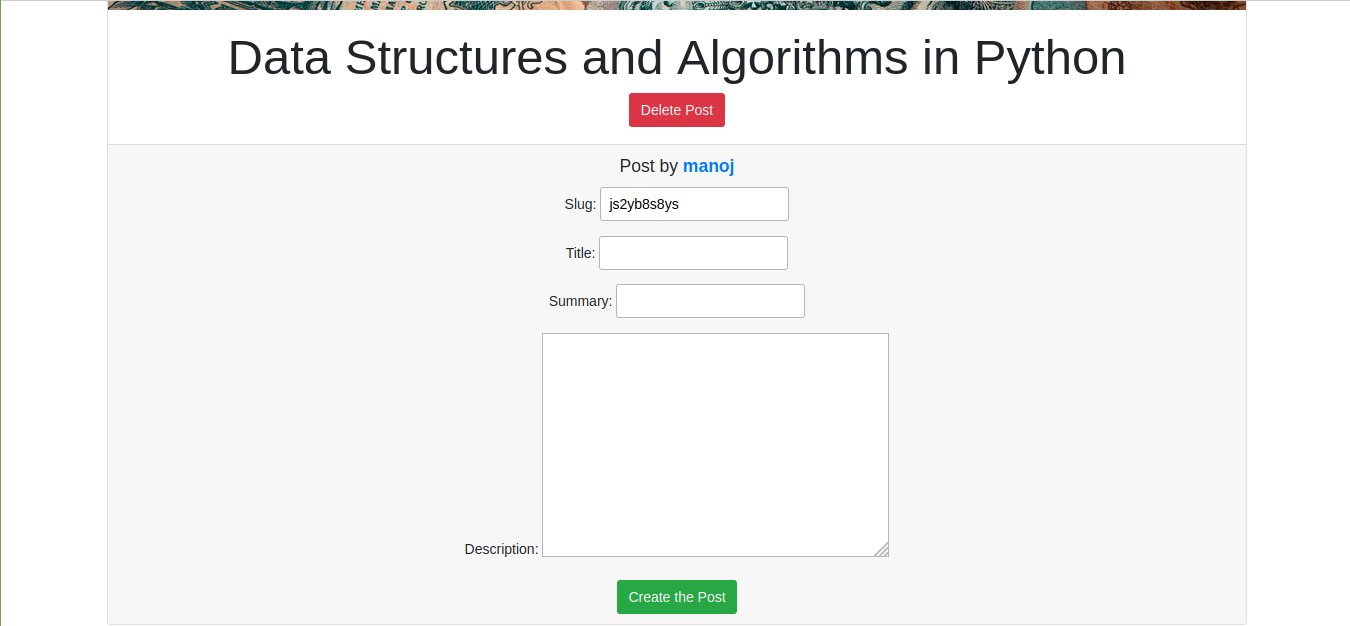 Data Structures and Algorithms in Python
Delete Post
Post by manoj
Slug: js2yb8s8ys
Title:
Summary:
Description:
Create the Post